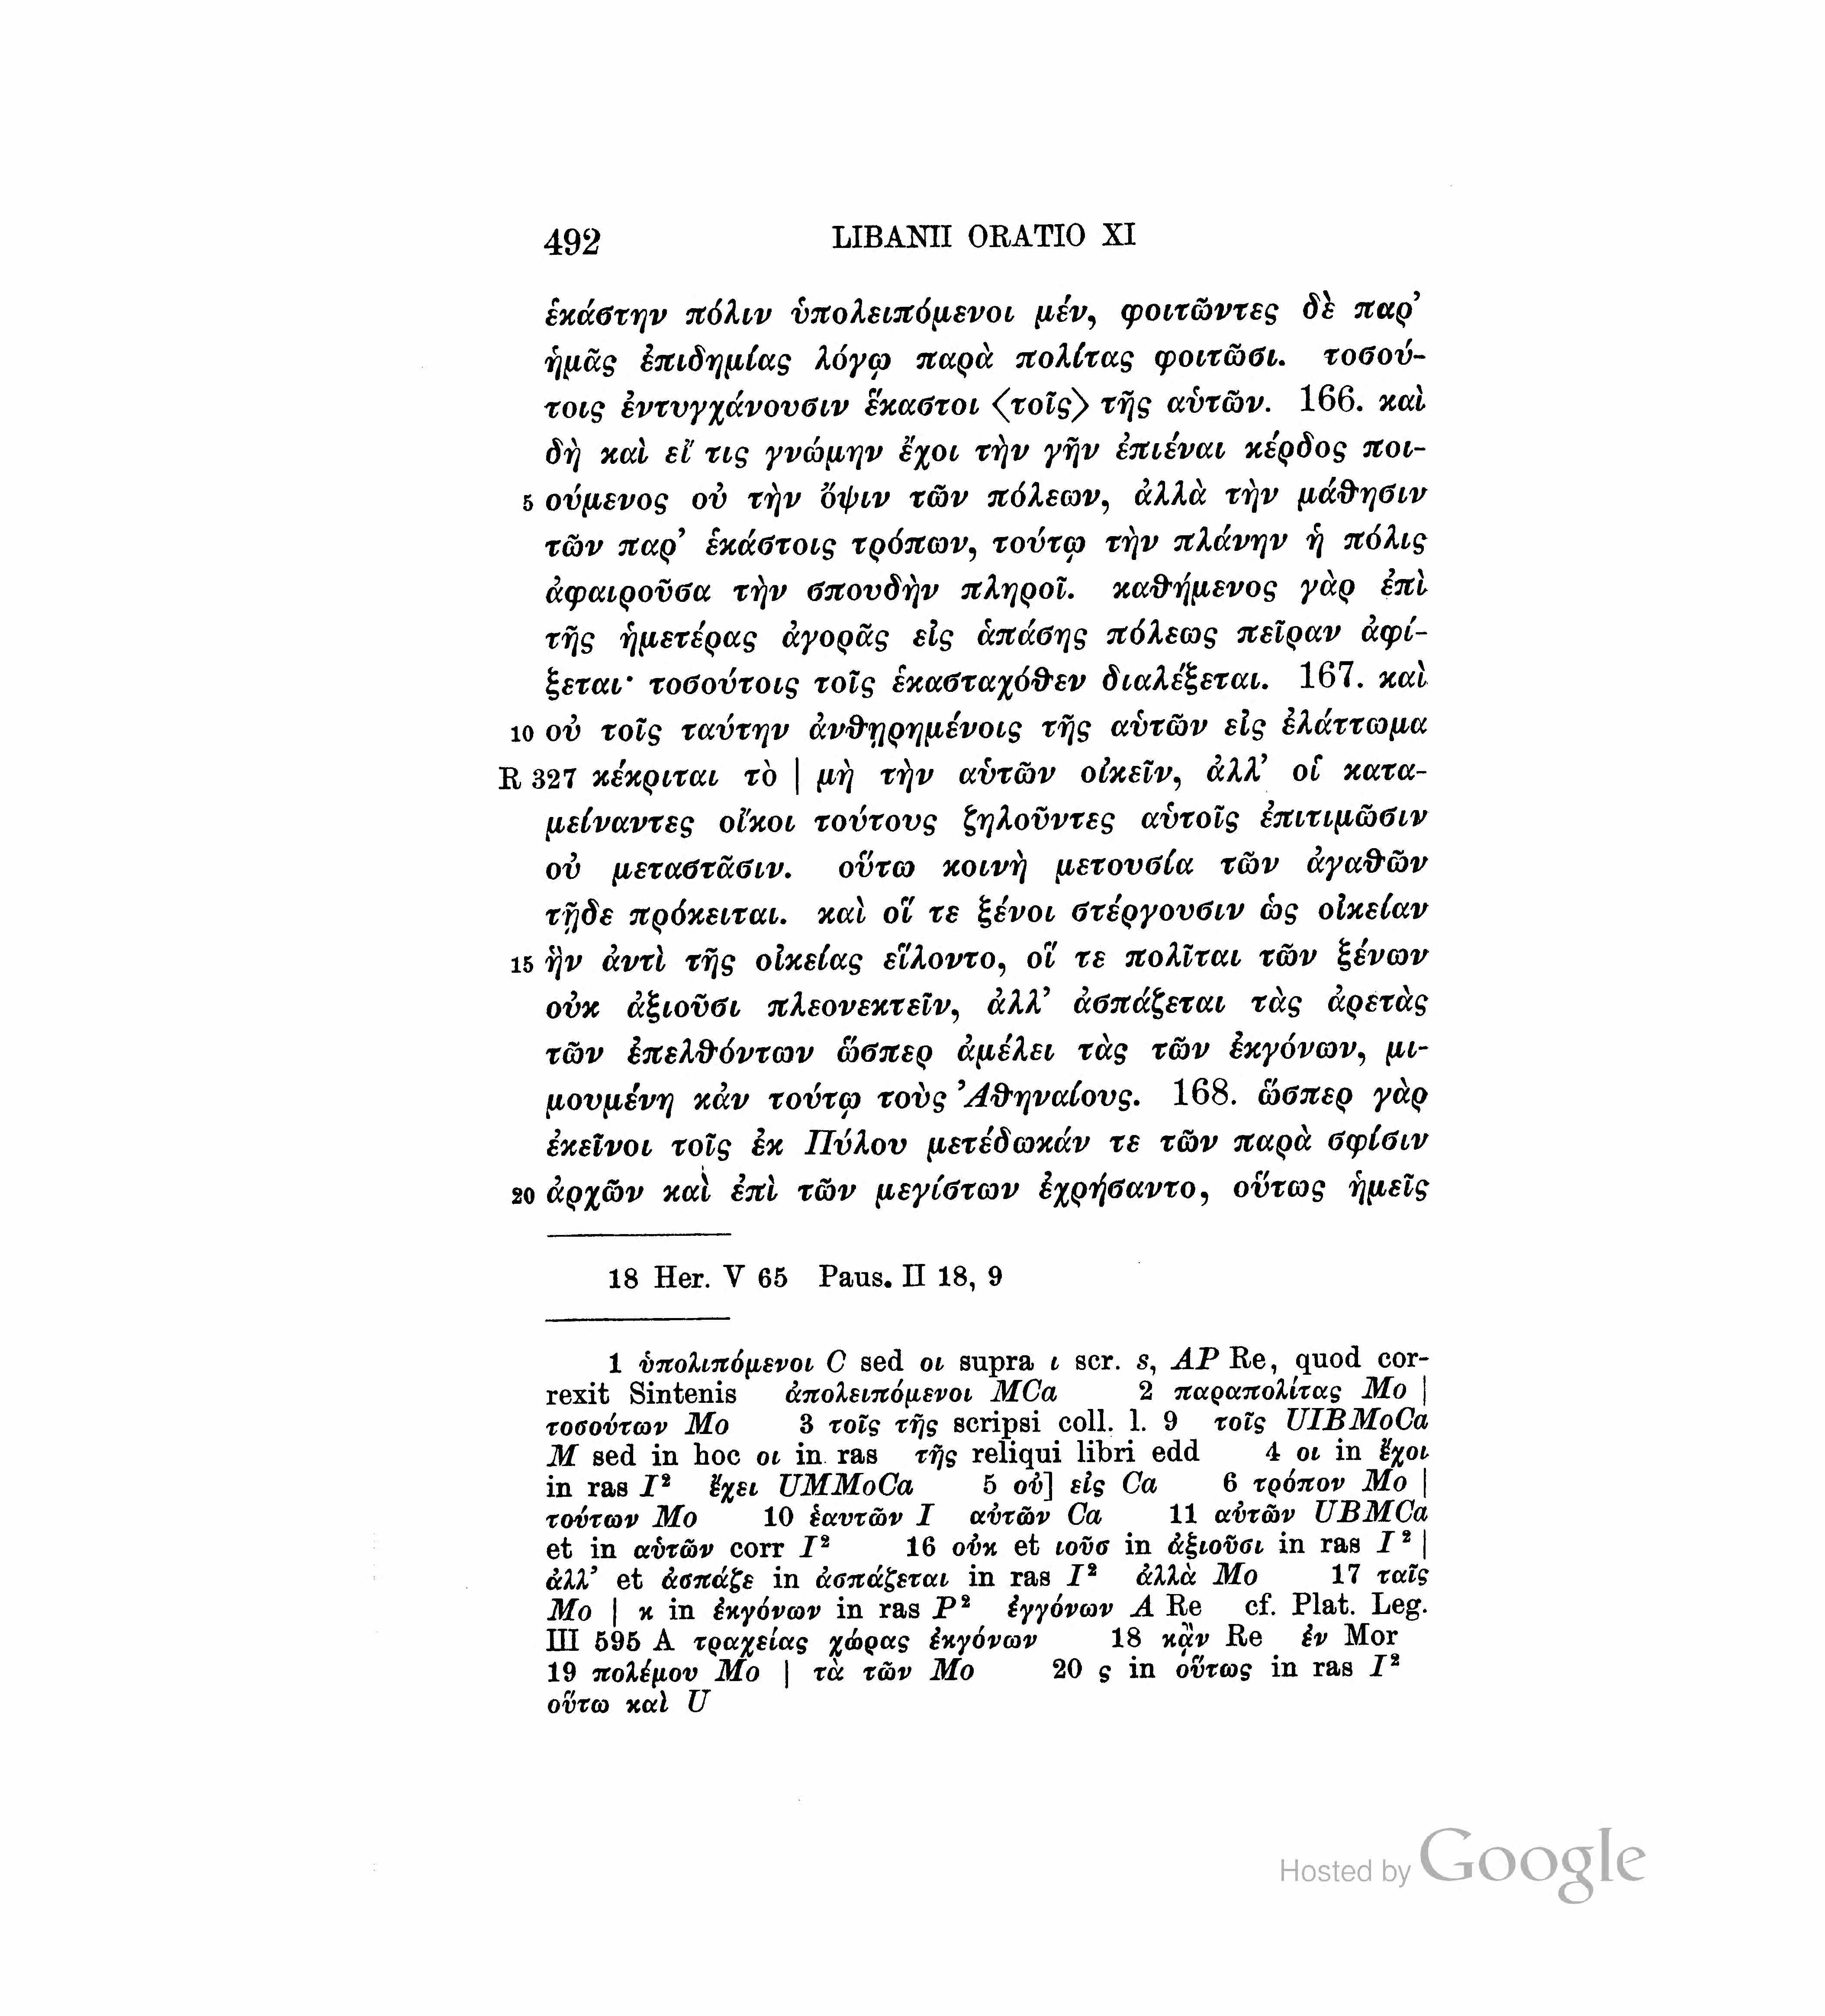 492 LIBANII ORATIO XI
ἑκάστην πόλιν ὑπολειπόμενοι μέν, φοιτῶντες δὲ παρ’
ἡμᾶς ἐπιδημίας λόγῳ παρὰ πολίτας φοιτῶσι. τοσού-
τοις ἐντυγχάνουσιν ἕκαστοι ⟨τοῖς⟩ τῆς αὑτῶν. 166. καὶ
δὴ καὶ εἴ τις γνώμην ἔχοι τὴν γῆν ἐπιέναι κέρδος ποι-
5 ούμενος οὐ τὴν ὄψιν τῶν πόλεων, ἀλλὰ τὴν μάθησιν
τῶν παρ’ ἑκάστοις τρόπων, τούτῳ τὴν πλάνην ἡ πόλις
ἀφαιροῦσα τὴν σπουδὴν πληροῖ. καθήμενος γὰρ ἐπὶ
τῆς ἡμετέρας ἀγορᾶς εἰς ἁπάσης πόλεως πεῖραν ἀφί-
ξεται· τοσούτοις τοῖς ἑκασταχόθεν διαλέξεται. 167. καὶ
10 οὐ τοῖς ταύτην ἀνθῃρημένοις τῆς αὑτῶν εἰς ἐλάττωμα
R 327 κέκριται τὸ | μὴ τὴν αὑτῶν οἰκεῖν, ἀλλ’ οἱ κατα-
μείναντες οἴκοι τούτους ζηλοῦντες αὑτοῖς ἐπιτιμῶσιν
οὐ μεταστᾶσιν. οὕτω κοινὴ μετουσία τῶν ἀγαθῶν
τῇδε πρόκειται. καὶ οἵ τε ξένοι στέργουσιν ὡς οἰκείαν
15 ἣν ἀντὶ τῆς οἰκείας εἵλοντο, οἵ τε πολῖται τῶν ξένων
οὐκ ἀξιοῦσι πλεονεκτεῖν, ἀλλ’ ἀσπάζεται τὰς ἀρετὰς
τῶν ἐπελθόντων ὥσπερ ἀμέλει τὰς τῶν ἐκγόνων, μι-
μουμένη κἀν τούτῳ τοὺς Ἀθηναίους. 168. ὥσπερ γὰρ
ἐκεῖνοι τοῖς ἐκ Πύλου μετέδωκάν τε τῶν παρὰ σφίσιν
20 ἀρχῶν καὶ ἐπὶ τῶν μεγίστων ἐχρήσαντο, οὕτως ἡμεῖς
18 Her. V 65 Paus. II 18, 9
1 ὑπολιπόμενοι C sed οι supra ι scr. s, AP Re, quod cor-
rexit Sintenis ἀπολειπόμενοι MCa 2 παραπολίτας Mo |
τοσούτων Mo 3 τοῖς τῆς scripsi coll. l. 9 τοῖς UIBMoCa
M sed in hoc οι in ras τῆς reliqui libri edd 4 οι in ἔχοι
in ras I² ἔχει UMMoCa 5 οὐ] εἰς Ca 6 τρόπον Mo |
τούτων Mo 10 ἑαυτῶν I αὐτῶν Ca 11 αὐτῶν UBMCa
et in αὑτῶν corr I² 16 οὐκ et ιοῦσ in ἀξιοῦσι in ras I² |
ἀλλ’ et ἀσπάζε in ἀσπάζεται in ras I² ἀλλὰ Mo 17 ταῖς
Mo | κ in ἐκγόνων in ras P² ἐγγόνων A Re cf. Plat. Leg.
III 595 A τραχείας χώρας ἐκγόνων 18 κᾂν Re ἐν Mor
19 πολέμου Mo | τὰ τῶν Mo 20 ς in οὕτως in ras I²
οὕτω καὶ U
Hosted by Google